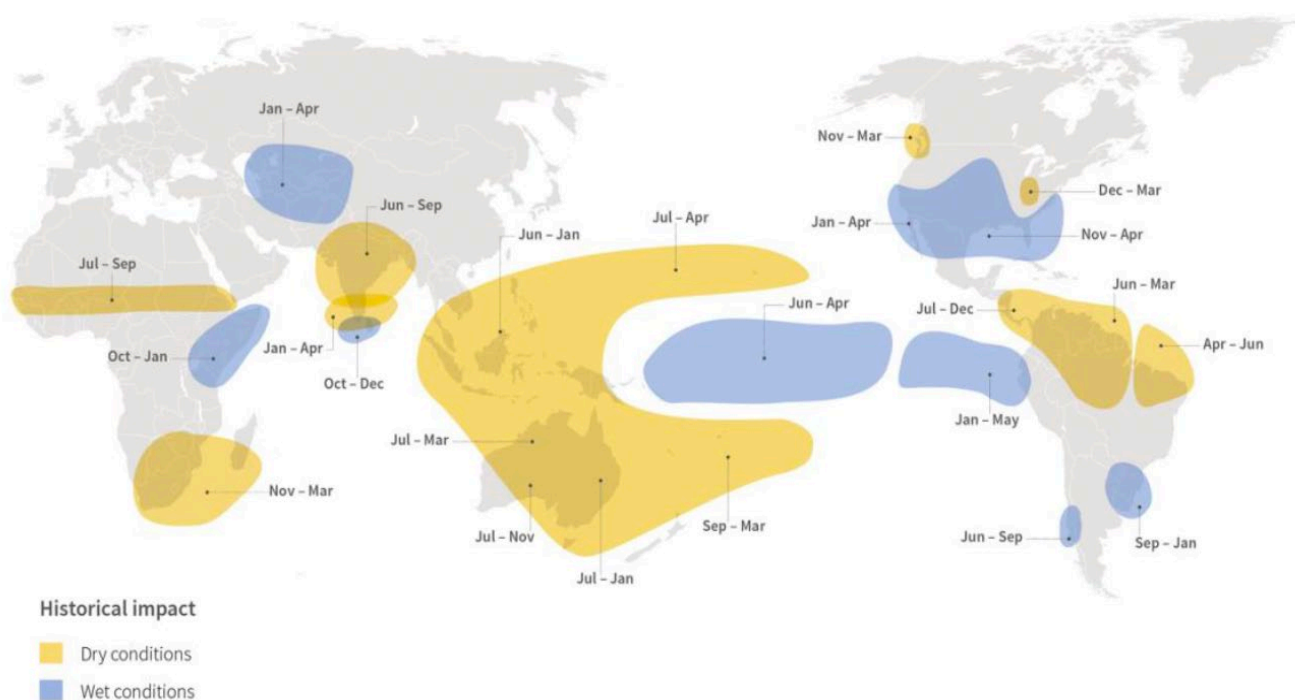 Jan – Apr
Nov – Mar
Dec – Mar
Jun – Sep
Jul – Apr
Jan – Apr
Jun – Jan
Nov – Apr
Jul – Sep
Jun – Mar
Jun – Apr
Jul – Dec
Oct – Jan
Jan – Apr
Apr – Jun
Oct – Dec
Jan – May
Jul – Mar
Nov – Mar
Sep – Mar
Jul – Nov
Jun – Sep
Sep – Jan
Jul – Jan
Historical impact
Dry conditions
Wet conditions